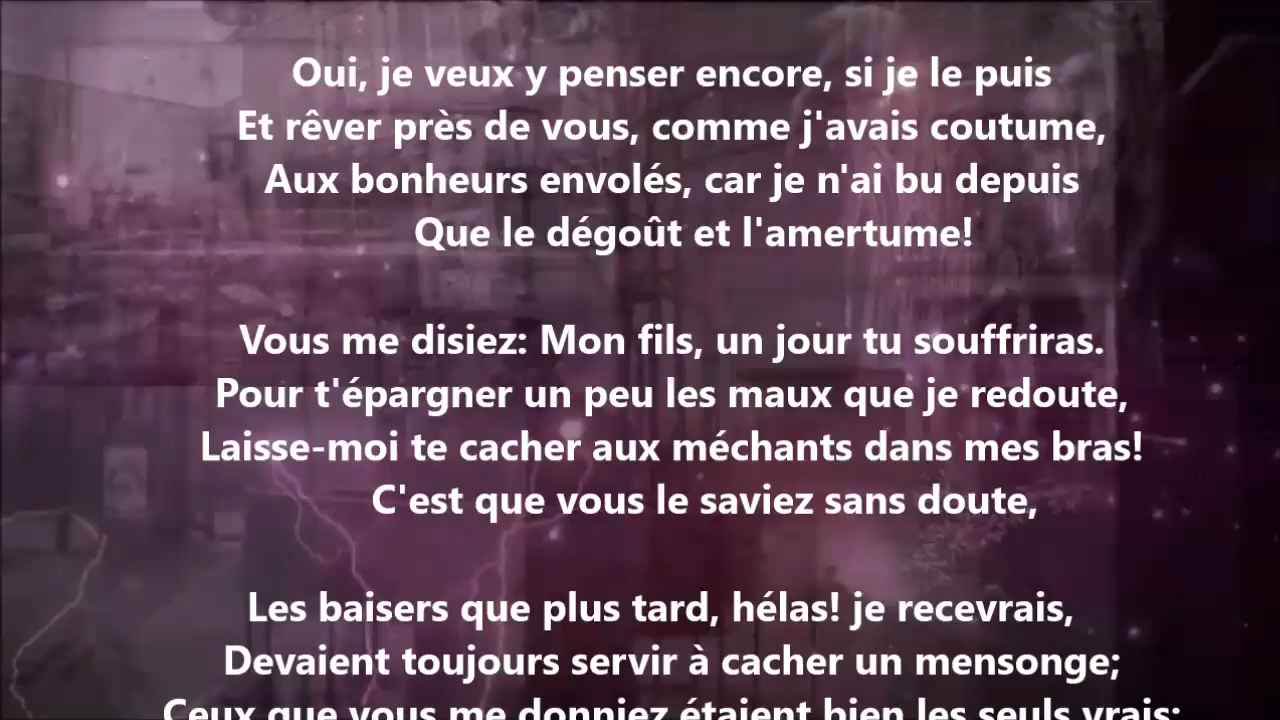 Oui, je veux y penser encore, si je le puis
Et rêver près de vous, comme j'avais coutume,
Aux bonheurs envolés, car je n'ai bu depuis
Que le dégoût et l'amertume!
Vous me disiez: Mon fils, un jour tu souffriras.
Pour t'épargner un peu les maux que je redoute,
Laisse-moi te cacher aux méchants dans mes bras!
C'est que vous le saviez sans doute,
Les baisers que plus tard, hélas! je recevrais,
Devaient toujours servir à cacher un mensonge;
Ceux que vous me donniez étaient bien les seuls vrais: